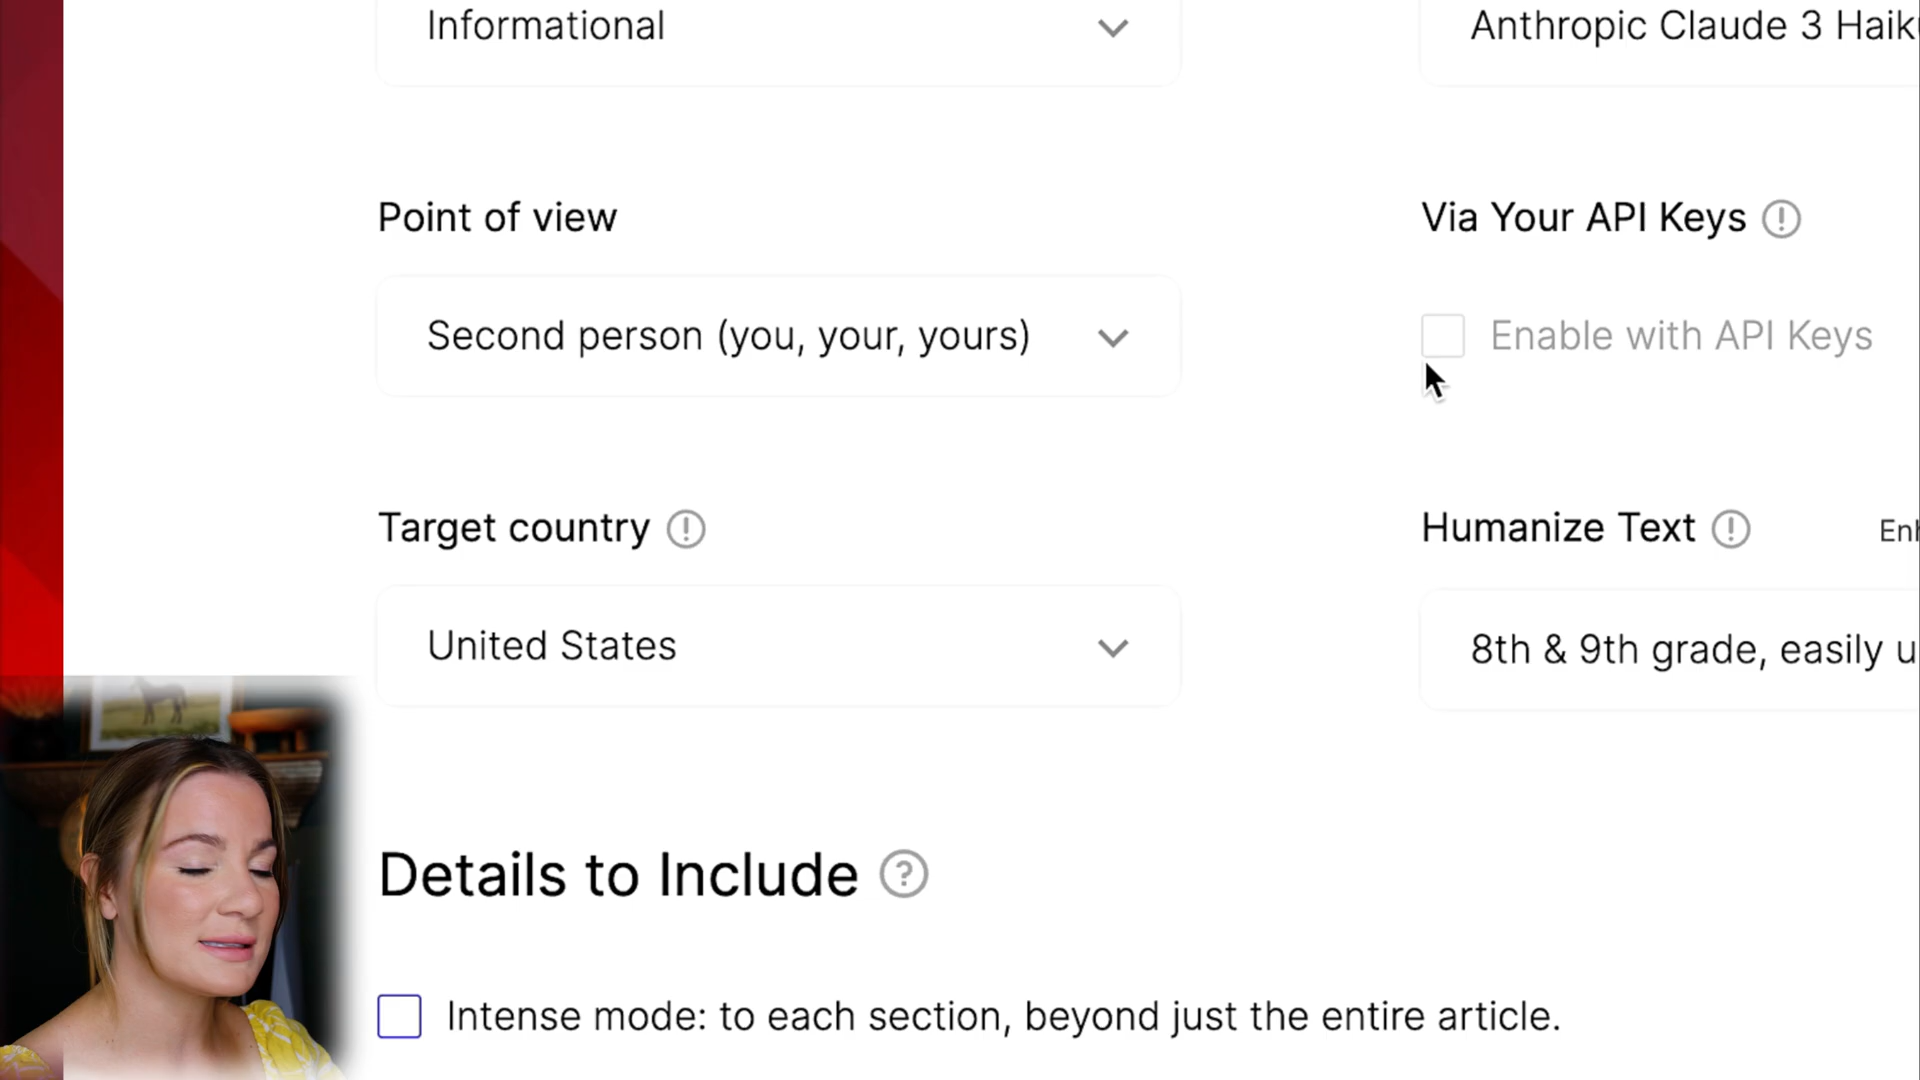 Informational
Anthropic Claude 3 Haik
Point of view
Via Your API Keys
Second person (you, your, yours)
Enable with API Keys
Target country
Humanize Text
Enh
United States
8th & 9th grade, easily u
Details to Include
Intense mode: to each section, beyond just the entire article.